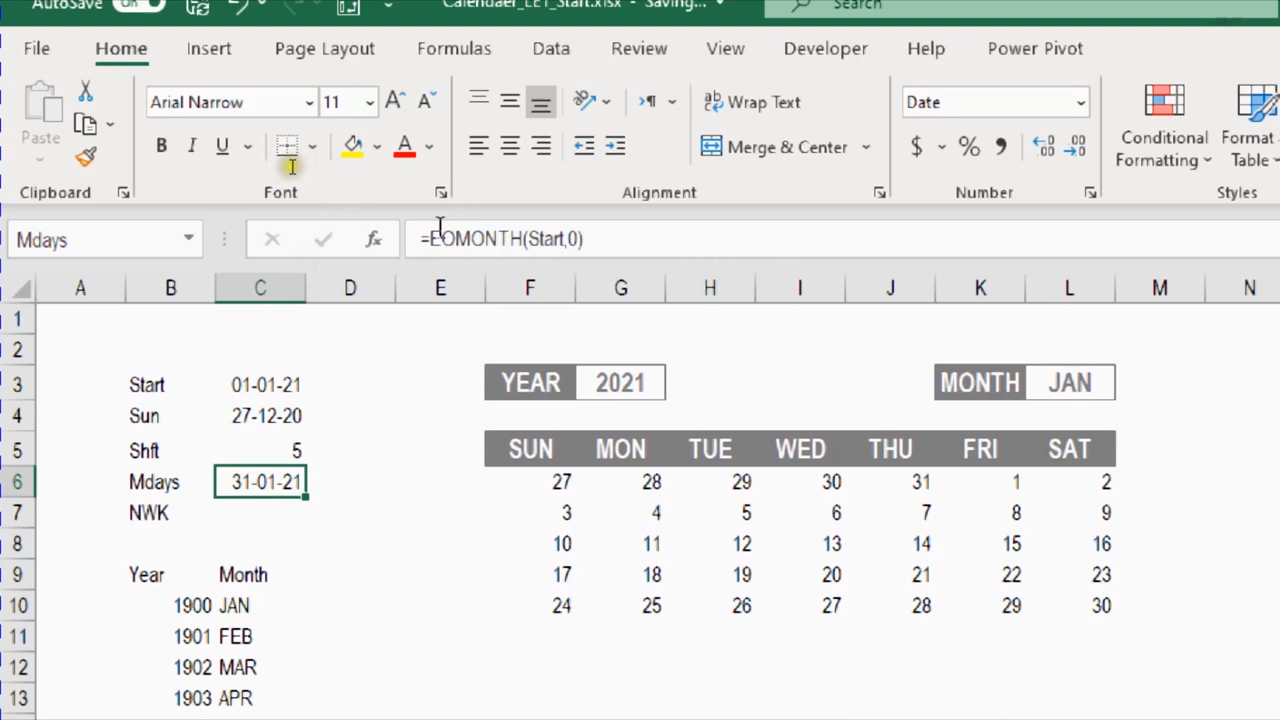 AutoSave On Calendaer_LET_Start.xlsx - Saving... Search
File Home Insert Page Layout Formulas Data Review View Developer Help Power Pivot
Paste Arial Narrow 11 A A Wrap Text Date
B I U A Merge & Center $ % 9 .00 Conditional Formatting Format Table
Clipboard Font Alignment Number Styles
Mdays fx =EOMONTH(Start,0)
A B C D E F G H I J K L M N
1
2
3 Start 01-01-21 YEAR 2021 MONTH JAN
4 Sun 27-12-20
5 Shft 5 SUN MON TUE WED THU FRI SAT
6 Mdays 31-01-21 27 28 29 30 31 1 2
7 NWK 3 4 5 6 7 8 9
8 10 11 12 13 14 15 16
9 Year Month 17 18 19 20 21 22 23
10 1900 JAN 24 25 26 27 28 29 30
11 1901 FEB
12 1902 MAR
13 1903 APR